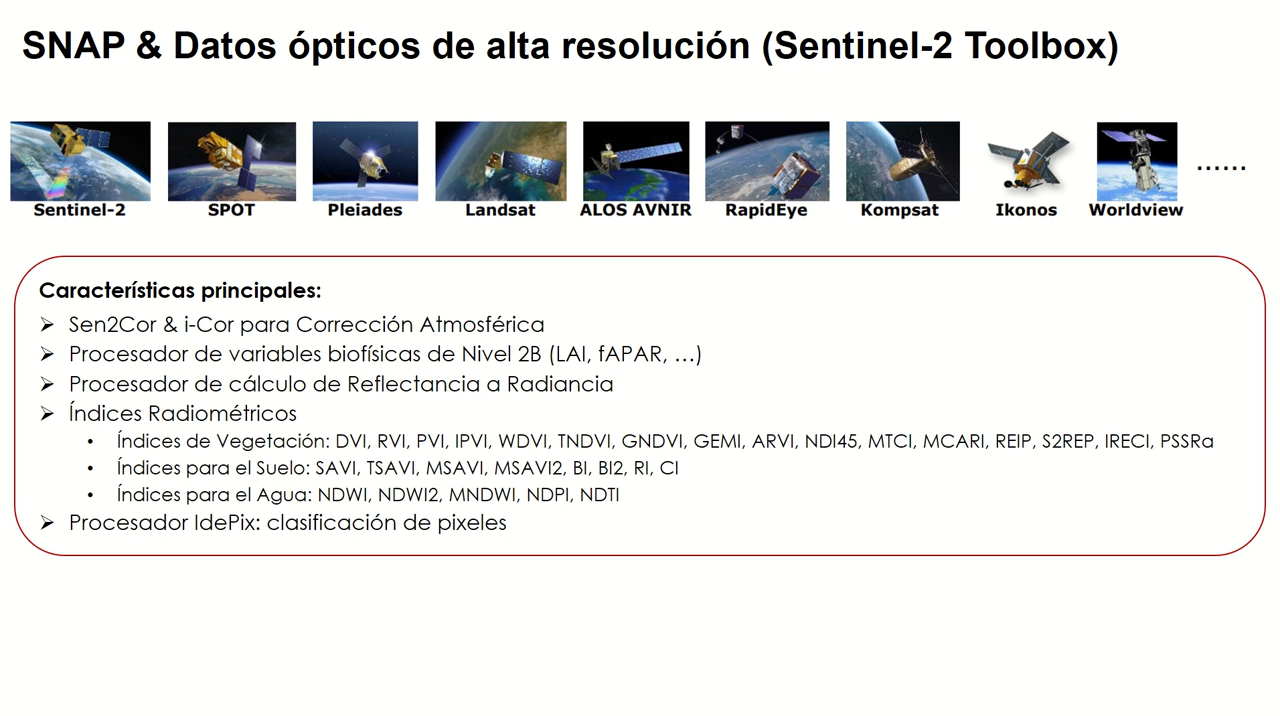 SNAP & Datos ópticos de alta resolución (Sentinel-2 Toolbox)
Sentinel-2 SPOT Pleiades Landsat ALOS AVNIR RapidEye Kompsat Ikonos Worldview ......
Características principales:
➢ Sen2Cor & i-Cor para Corrección Atmosférica
➢ Procesador de variables biofísicas de Nivel 2B (LAI, fAPAR, …)
➢ Procesador de cálculo de Reflectancia a Radiancia
➢ Índices Radiométricos
• Índices de Vegetación: DVI, RVI, PVI, IPVI, WDVI, TNDVI, GNDVI, GEMI, ARVI, NDI45, MTCI, MCARI, REIP, S2REP, IRECI, PSSRa
• Índices para el Suelo: SAVI, TSAVI, MSAVI, MSAVI2, BI, BI2, RI, CI
• Índices para el Agua: NDWI, NDWI2, MNDWI, NDPI, NDTI
➢ Procesador IdePix: clasificación de pixeles